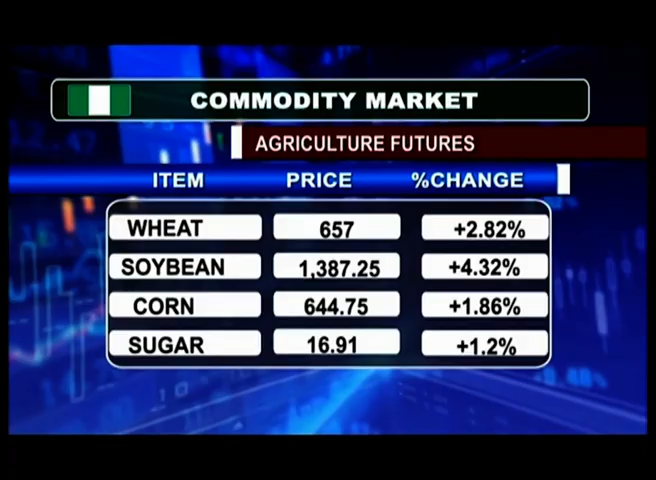 COMMODITY MARKET
AGRICULTURE FUTURES
ITEM PRICE %CHANGE
WHEAT 657 +2.82%
SOYBEAN 1,387.25 +4.32%
CORN 644.75 +1.86%
SUGAR 16.91 +1.2%